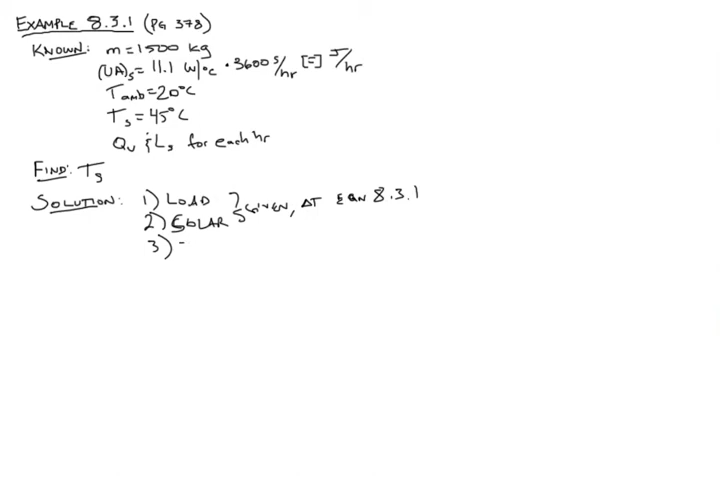 EXAMPLE 8.3.1 (PG 378)
KNOWN: m=1500 kg
(UA)s= 11.1 W/°C · 3600 s/hr [=] J/hr
Tamb=20°C
Ts=45°C
Qu & Ls for each hr
FIND: Ts
SOLUTION: 1) LOAD } GIVEN, ΔT EQN 8.3.1
2) SOLAR
3)